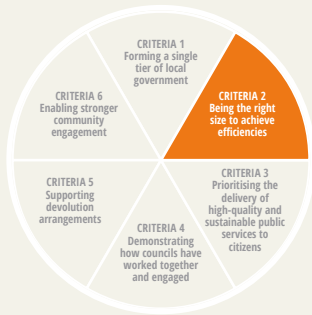 CRITERIA 1
Forming a single
tier of local
government
CRITERIA 2
Being the right
size to achieve
efficiencies
CRITERIA 3
Prioritising the
delivery of
high-quality and
sustainable public
services to
citizens
CRITERIA 4
Demonstrating
how councils have
worked together
and engaged
CRITERIA 5
Supporting
devolution
arrangements
CRITERIA 6
Enabling stronger
community
engagement